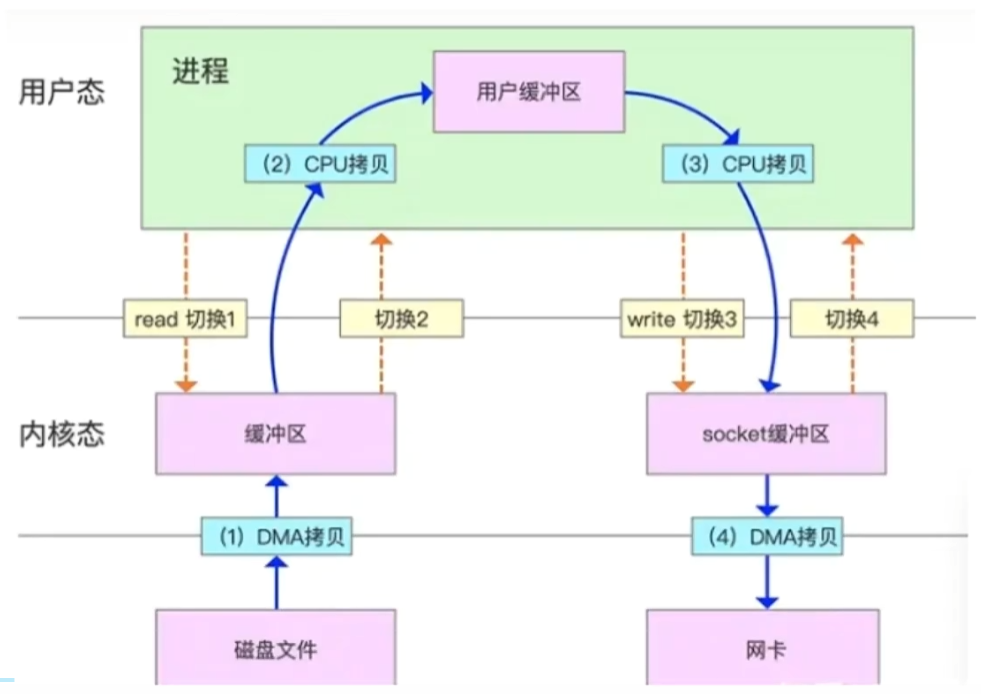 用户态
进程
用户缓冲区
（2）CPU拷贝
（3）CPU拷贝
read 切换1
切换2
write 切换3
切换4
内核态
缓冲区
socket缓冲区
（1）DMA拷贝
（4）DMA拷贝
磁盘文件
网卡